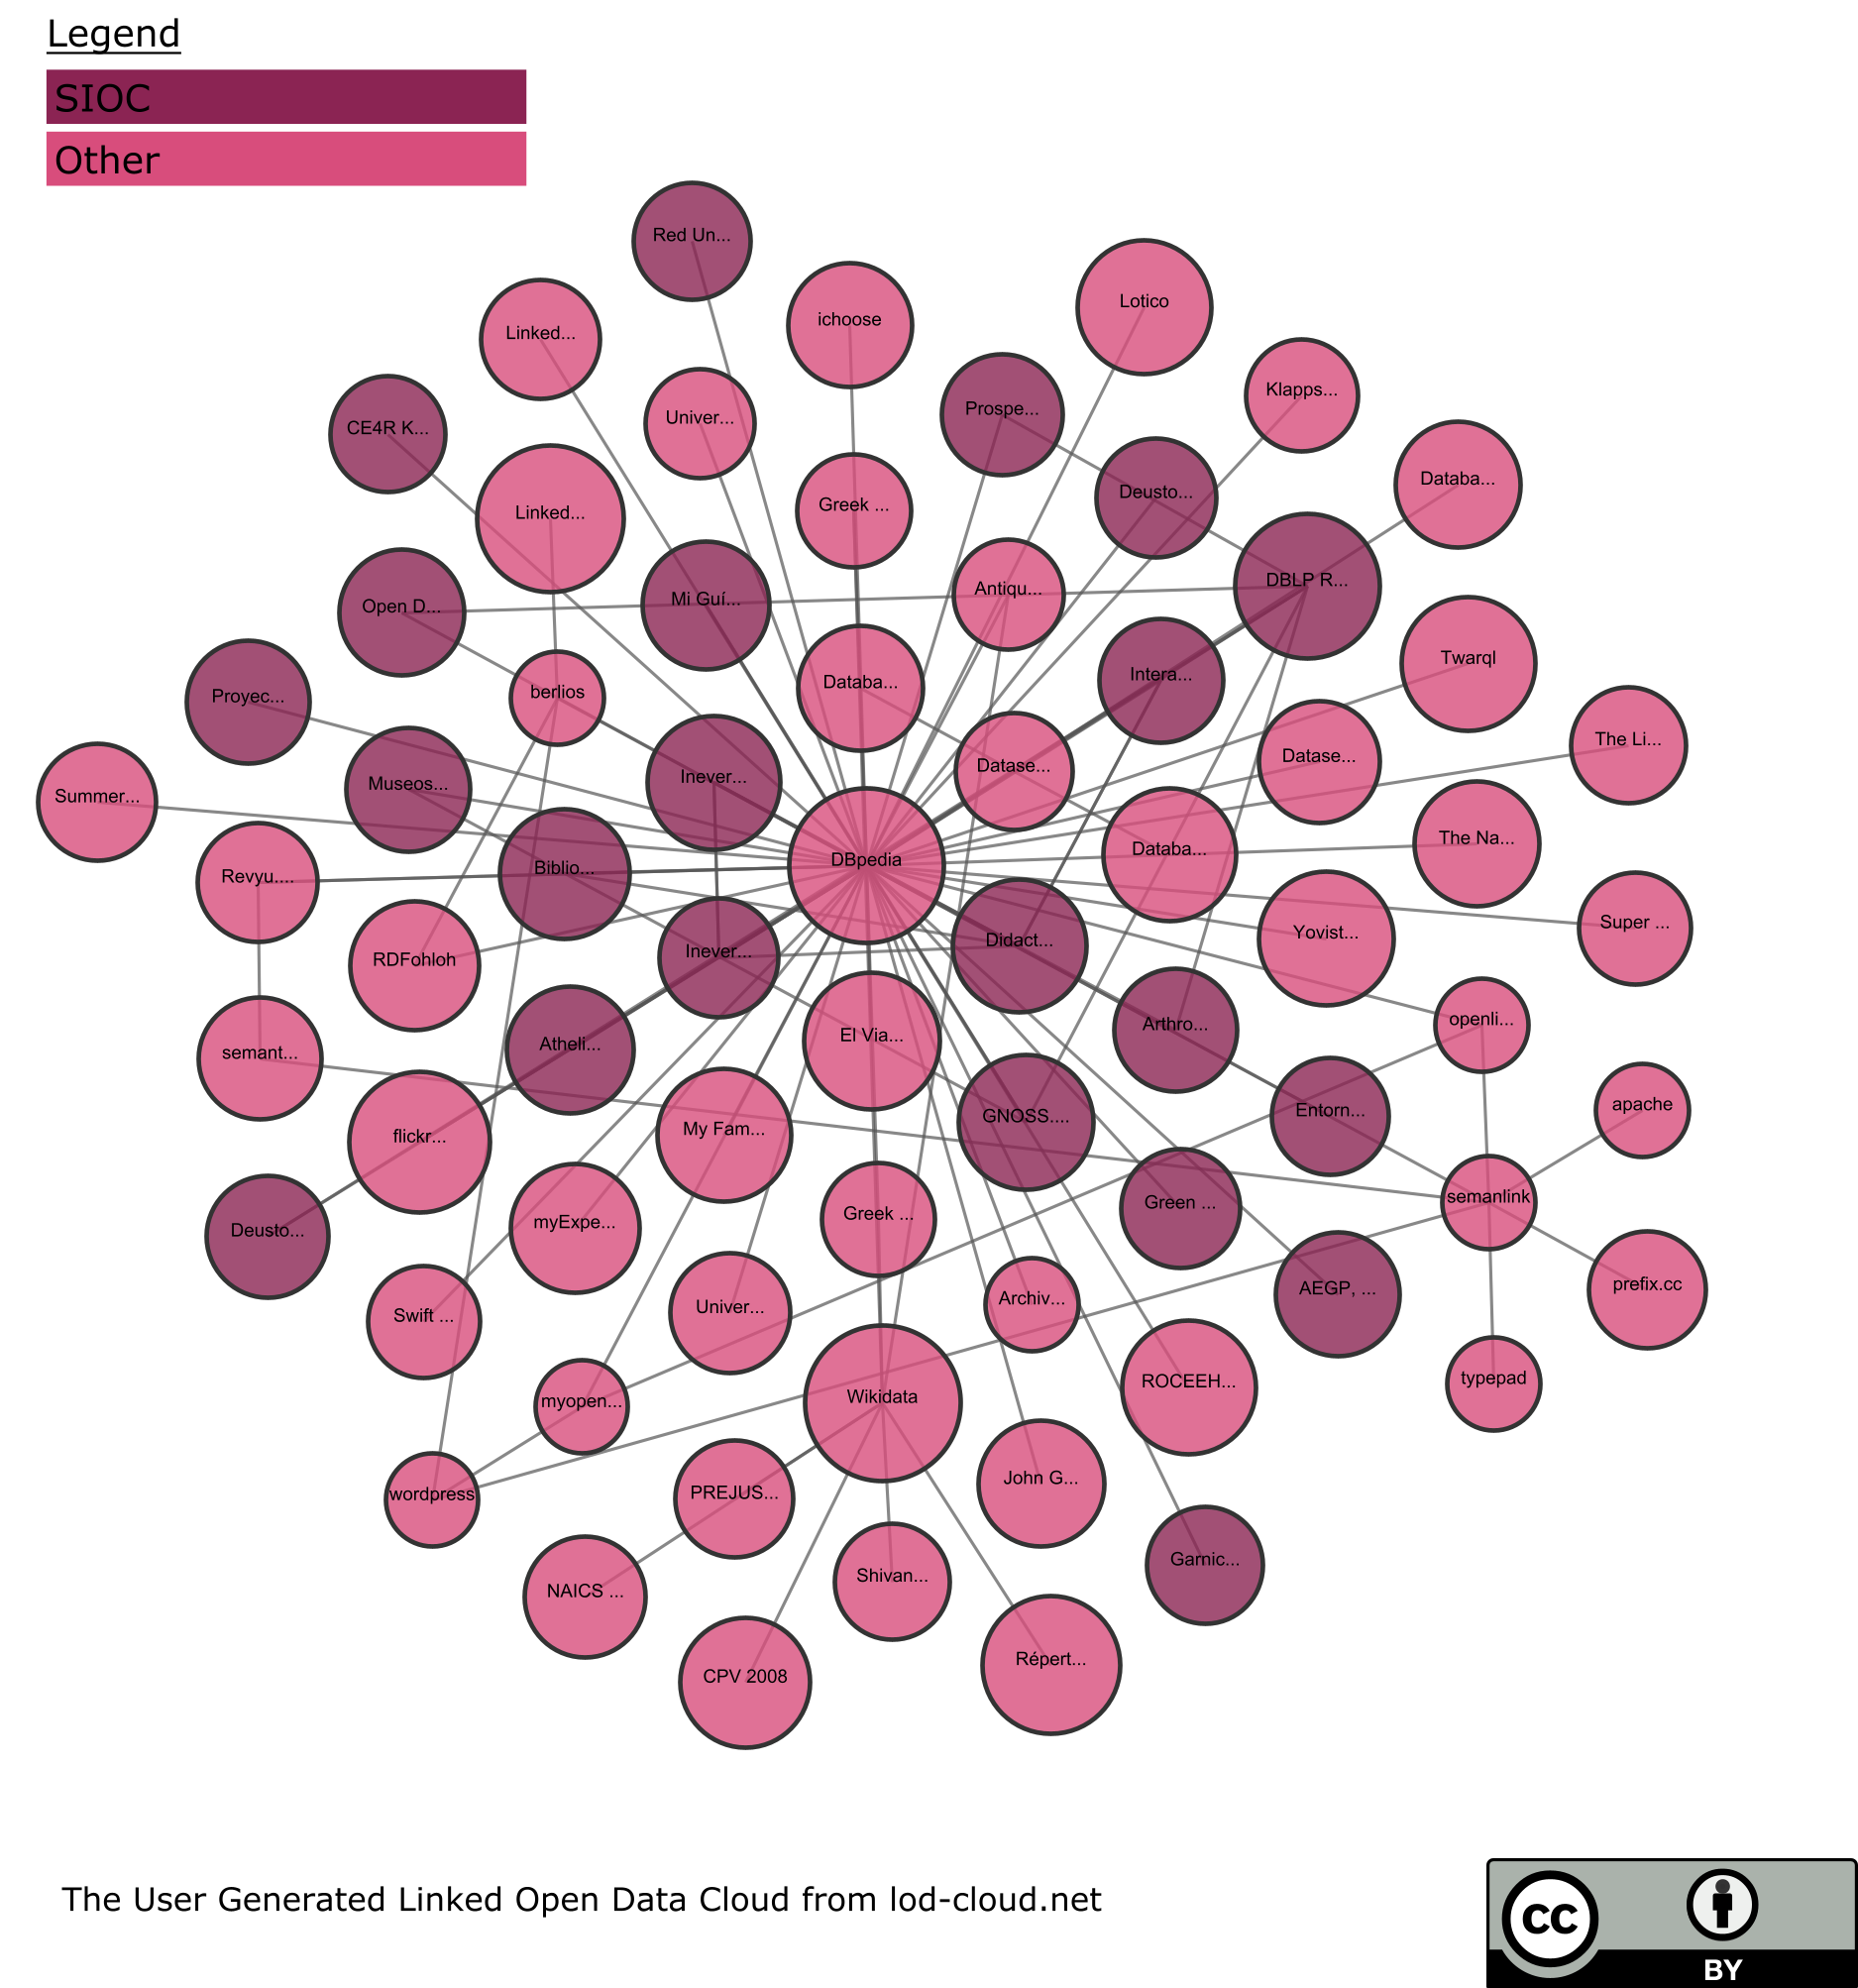 Legend
SIOC
Other
Red Un...
Lotico
ichoose
Linked...
Klapps...
Prospe...
Univer...
CE4R K...
Databa...
Deusto...
Greek ...
Linked...
DBLP R...
Antiqu...
Mi Guí...
Open D...
Twarql
Intera...
Databa...
berlios
Proyec...
The Li...
Datase...
Datase...
Inever...
Museos...
Summer...
The Na...
Databa...
DBpedia
Biblio...
Revyu....
Super ...
Yovist...
Didact...
Inever...
RDFohloh
openli...
Arthro...
El Via...
Atheli...
semant...
apache
Entorn...
GNOSS....
My Fam...
flickr...
semanlink
Green ...
Greek ...
myExpe...
Deusto...
prefix.cc
AEGP, ...
Archiv...
Univer...
Swift ...
typepad
ROCEEH...
Wikidata
myopen...
John G...
PREJUS...
wordpress
Garnic...
Shivan...
NAICS ...
Répert...
CPV 2008
The User Generated Linked Open Data Cloud from lod-cloud.net
cc
BY